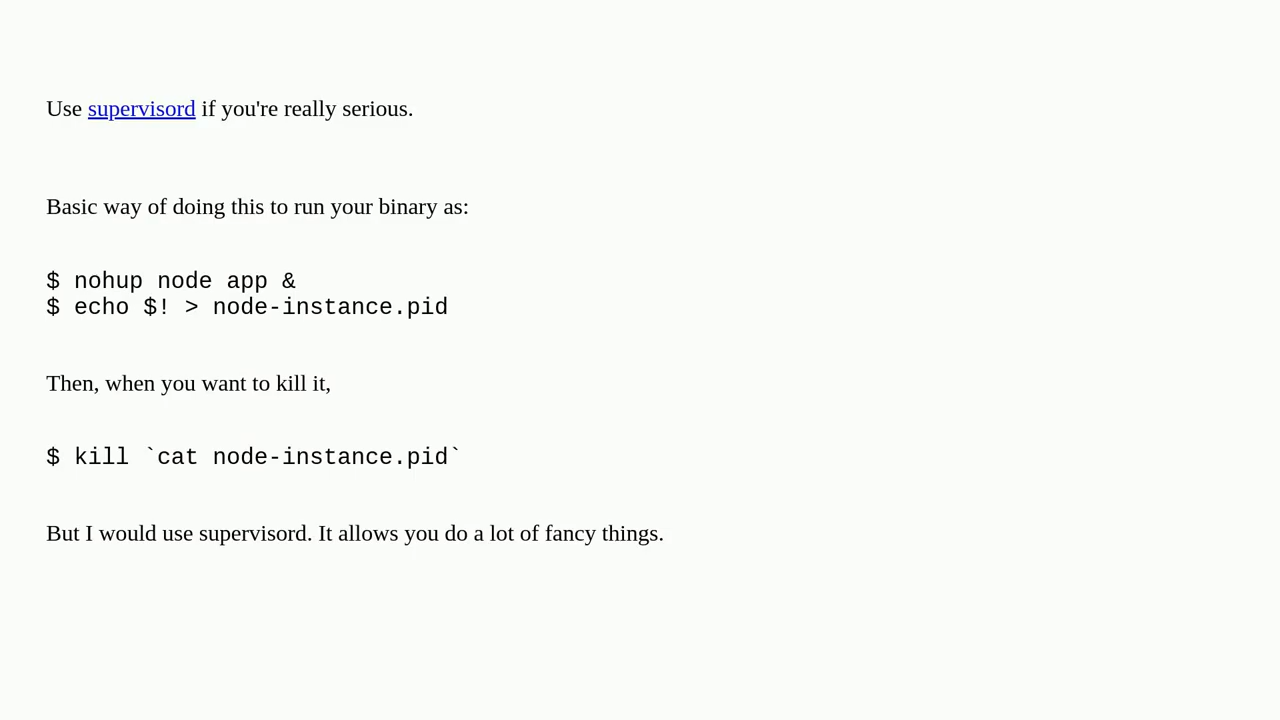 Use supervisord if you're really serious.
Basic way of doing this to run your binary as:
$ nohup node app &
$ echo $! > node-instance.pid
Then, when you want to kill it,
$ kill `cat node-instance.pid`
But I would use supervisord. It allows you do a lot of fancy things.